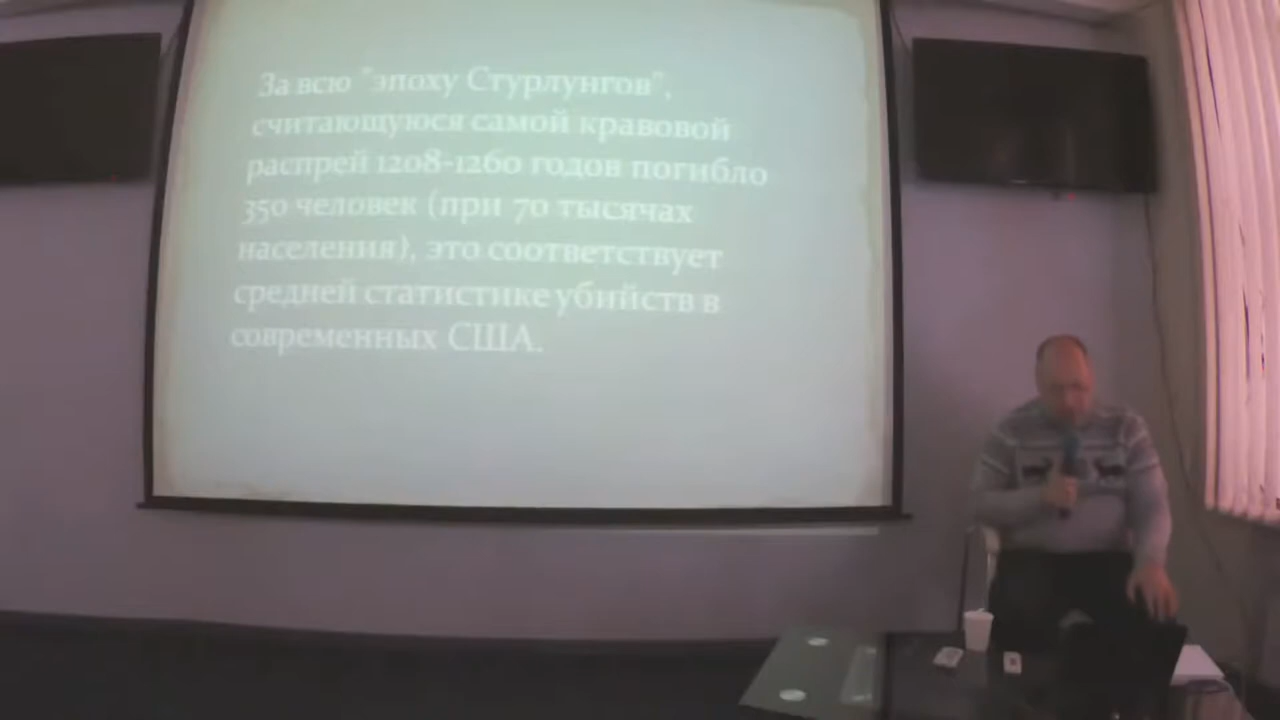 За всю "эпоху Стурлунгов",
считающуюся самой кравовой
распрей 1208-1260 годов погибло
350 человек (при 70 тысячах
населения), это соответствует
средней статистике убийств в
современных США.